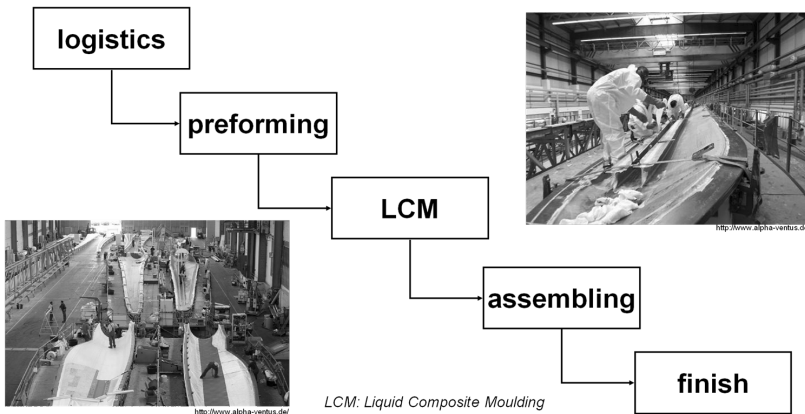 logistics
preforming
LCM
http://www.alpha-ventus.de
assembling
finish
LCM: Liquid Composite Moulding
http://www.alpha-ventus.de/